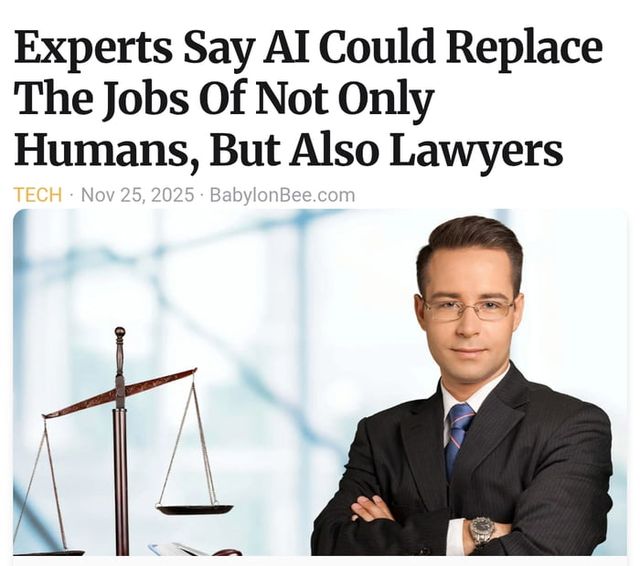 Experts Say AI Could Replace
The Jobs Of Not Only
Humans, But Also Lawyers
TECH · Nov 25, 2025 · BabylonBee.com